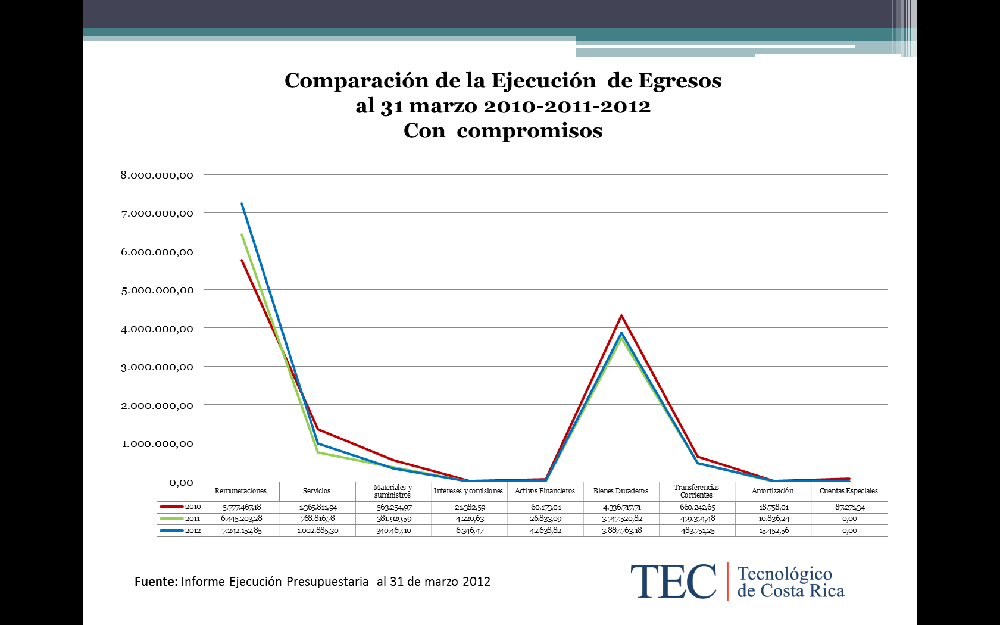 Comparación de la Ejecución  de Egresos
al 31 marzo 2010-2011-2012
Con  compromisos
8.000.000,00
7.000.000,00
6.000.000,00
5.000.000,00
4.000.000,00
3.000.000,00
2.000.000,00
1.000.000,00
0,00
Remuneraciones Servicios Materiales y suministros Intereses y comisiones Activos Financieros Bienes Duraderos Transferencias Corrientes Amortización Cuentas Especiales
2010 5.777.467,18 1.365.811,94 563.254,97 21.382,59 60.173,01 4.336.717,71 660.242,65 18.758,01 87.271,34
2011 6.445.203,28 768.816,78 381.929,59 4.220,63 26.833,09 3.747.520,82 479.374,48 10.836,24 0,00
2012 7.242.152,85 1.002.885,30 340.467,10 6.346,47 42.638,82 3.887.763,18 483.751,25 15.452,56 0,00
Fuente: Informe Ejecución Presupuestaria  al 31 de marzo 2012
TEC Tecnológico
de Costa Rica